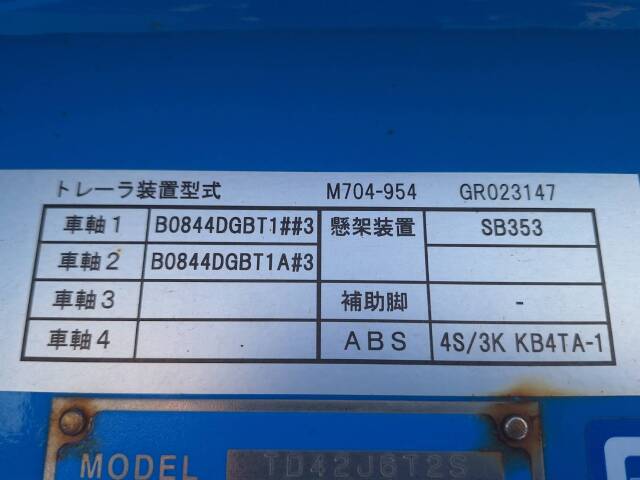 トレーラ装置型式 M704-954 GR023147
車軸1 B0844DGBT1##3 懸架装置 SB353
車軸2 B0844DGBT1A#3
車軸3 補助脚 -
車軸4 ABS 4S/3K KB4TA-1
MODEL TD42J6T2S